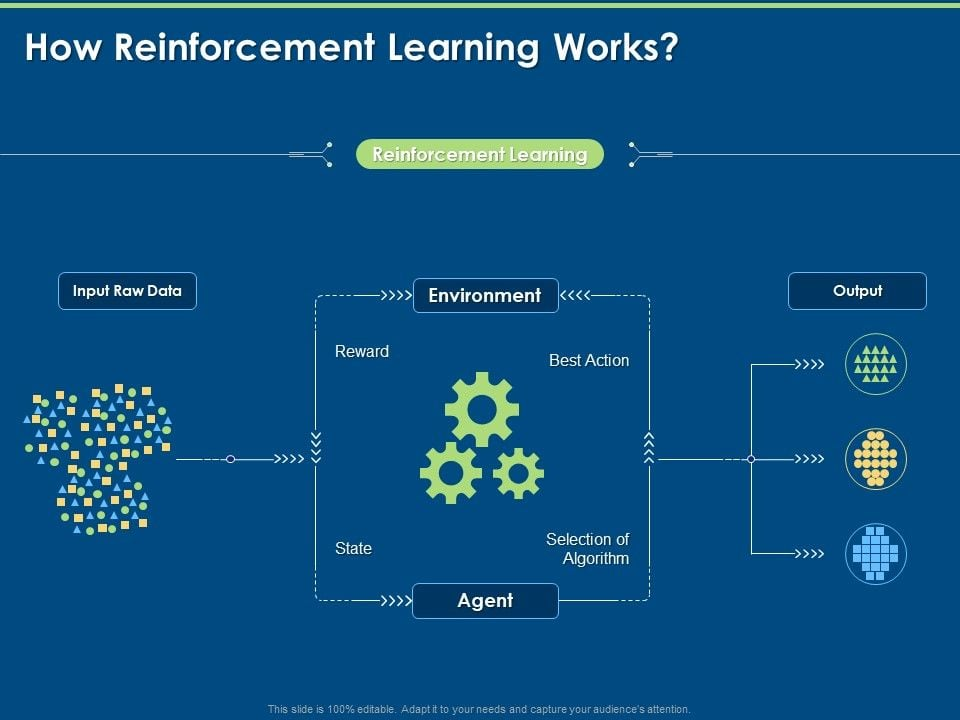 How Reinforcement Learning Works?
Reinforcement Learning
Input Raw Data
Environment
Output
Reward
Best Action
State
Selection of
Algorithm
Agent
This slide is 100% editable. Adapt it to your needs and capture your audience's attention.